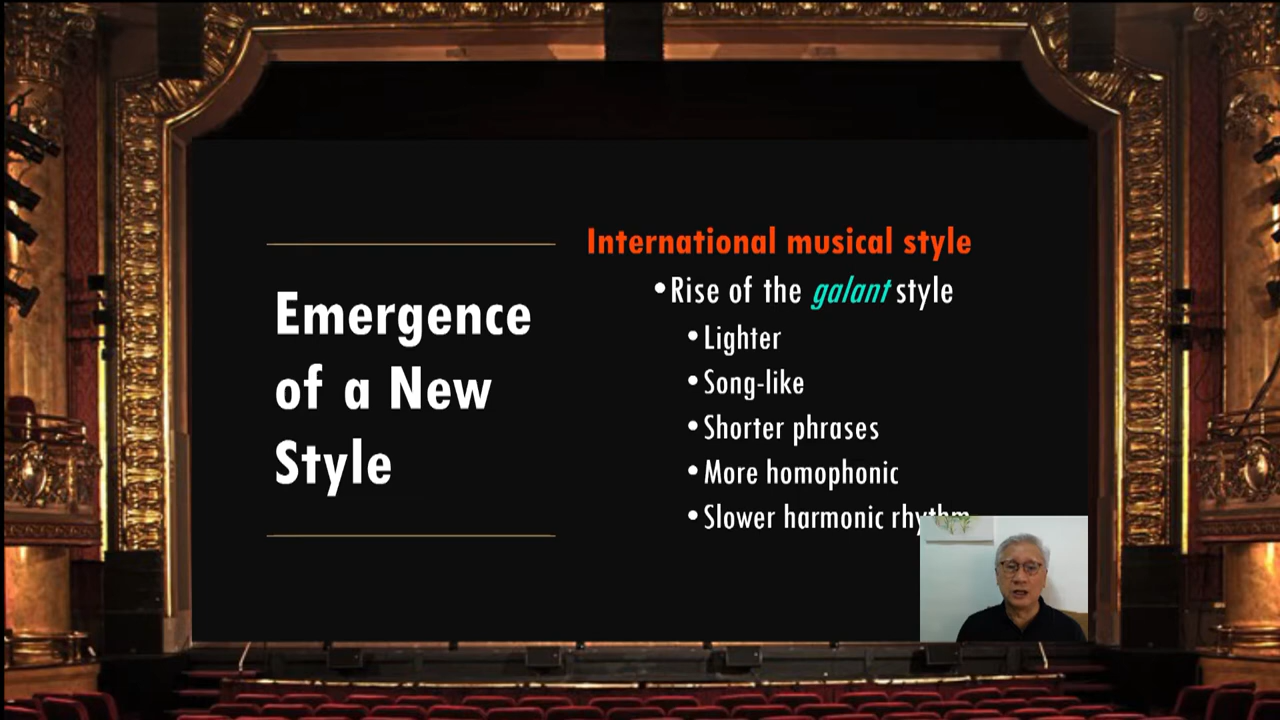 Emergence
of a New
Style
International musical style
•Rise of the galant style
•Lighter
•Song-like
•Shorter phrases
•More homophonic
•Slower harmonic rhythm